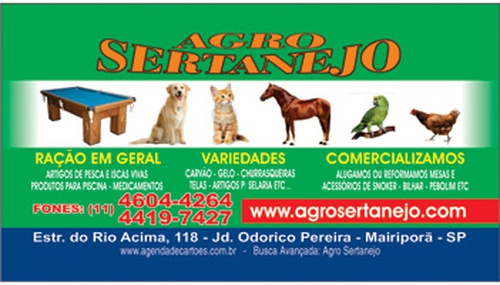 AGRO
SERTANEJO
RAÇÃO EM GERAL
ARTIGOS DE PESCA E ISCAS VIVAS
PRODUTOS PARA PISCINA - MEDICAMENTOS
VARIEDADES
CARVÃO - GELO - CHURRASQUEIRAS
TELAS - ARTIGOS P/ SELARIA ETC...
COMERCIALIZAMOS
ALUGAMOS OU REFORMAMOS MESAS E
ACESSÓRIOS DE SNOKER - BILHAR - PEBOLIM ETC
FONES: (11) 4604-4264
4419-7427
www.agrosertanejo.com
Estr. do Rio Acima, 118 - Jd. Odorico Pereira - Mairiporã - SP
www.agendadecartoes.com.br - Busca Avançada: Agro Sertanejo